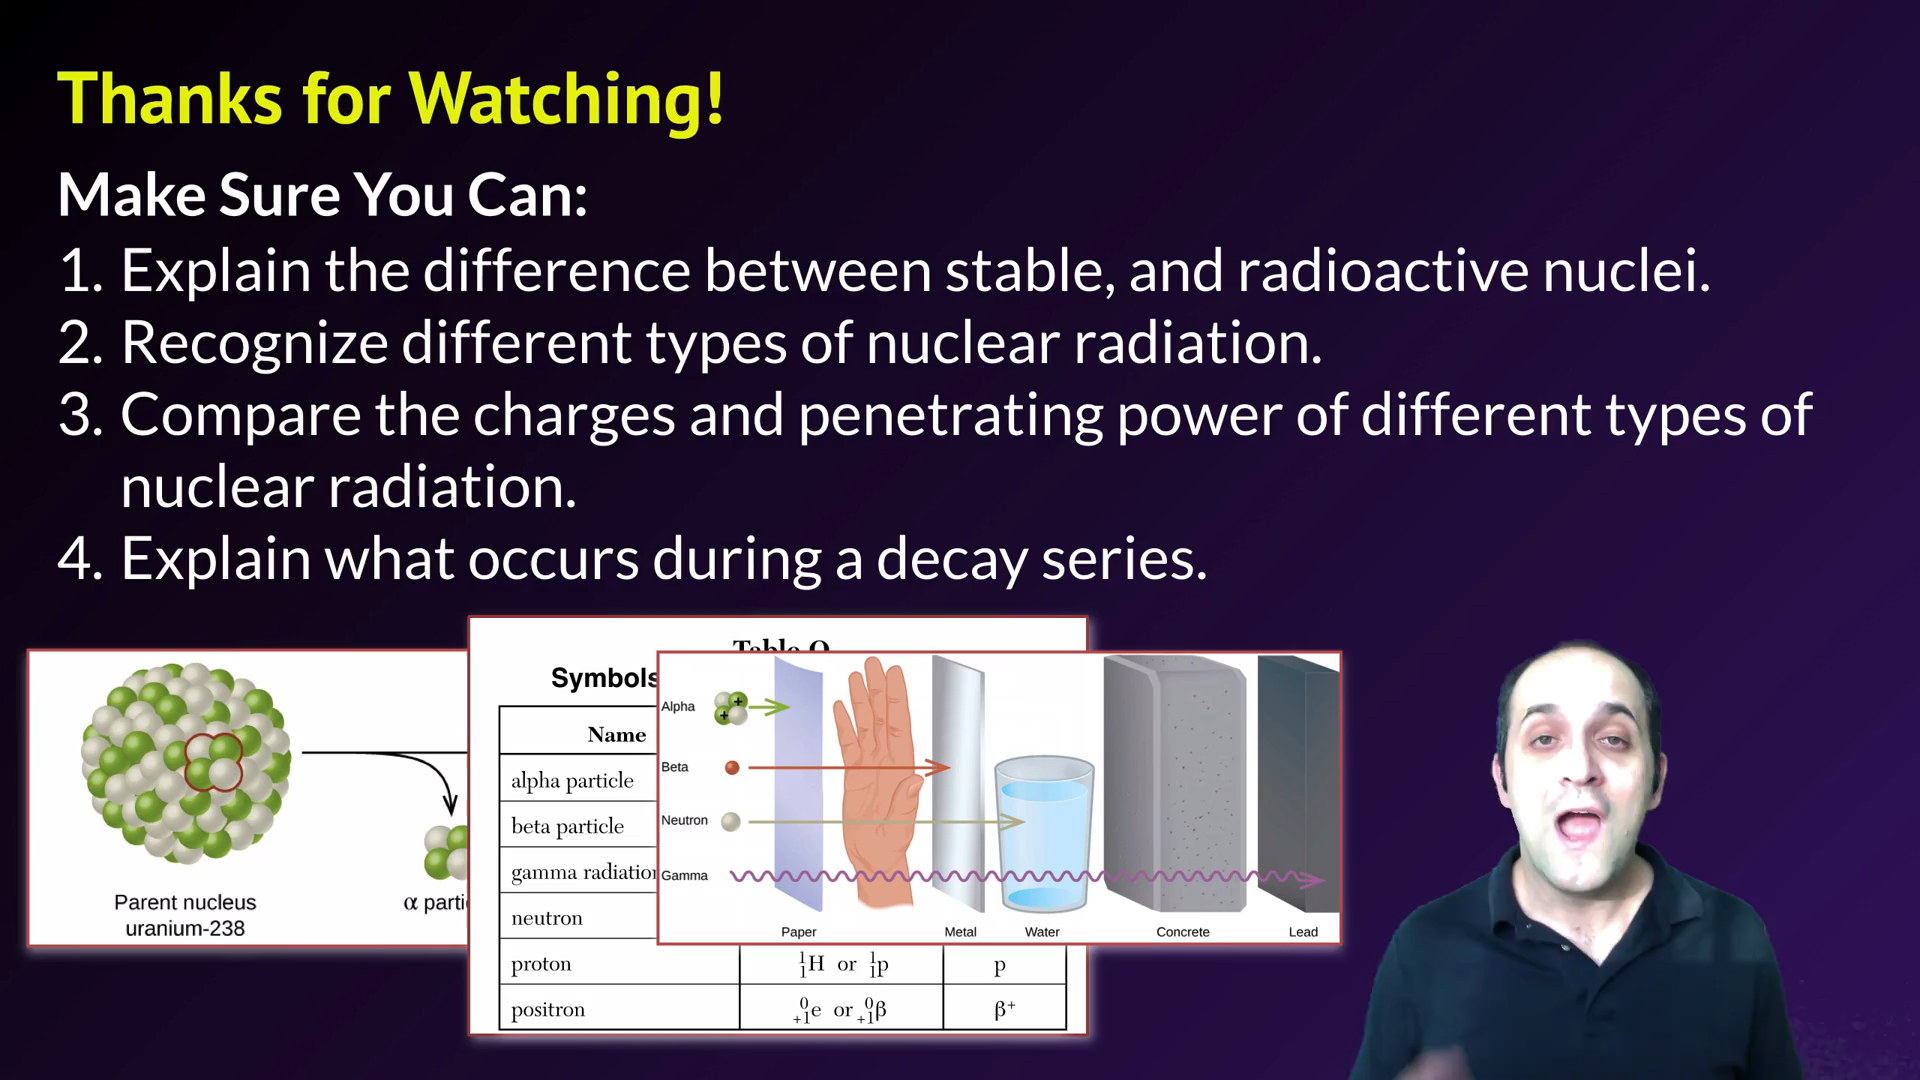 Thanks for Watching!
Make Sure You Can:
1. Explain the difference between stable, and radioactive nuclei.
2. Recognize different types of nuclear radiation.
3. Compare the charges and penetrating power of different types of
nuclear radiation.
4. Explain what occurs during a decay series.
Parent nucleus
uranium-238
α
Table O
Symbols
Name
alpha particle
beta particle
gamma radiation
neutron
proton ¹₁H or ¹₁p p
positron ⁰₊₁e or ⁰₊₁β β⁺
Alpha
Beta
Neutron
Gamma
Paper Metal Water Concrete Lead